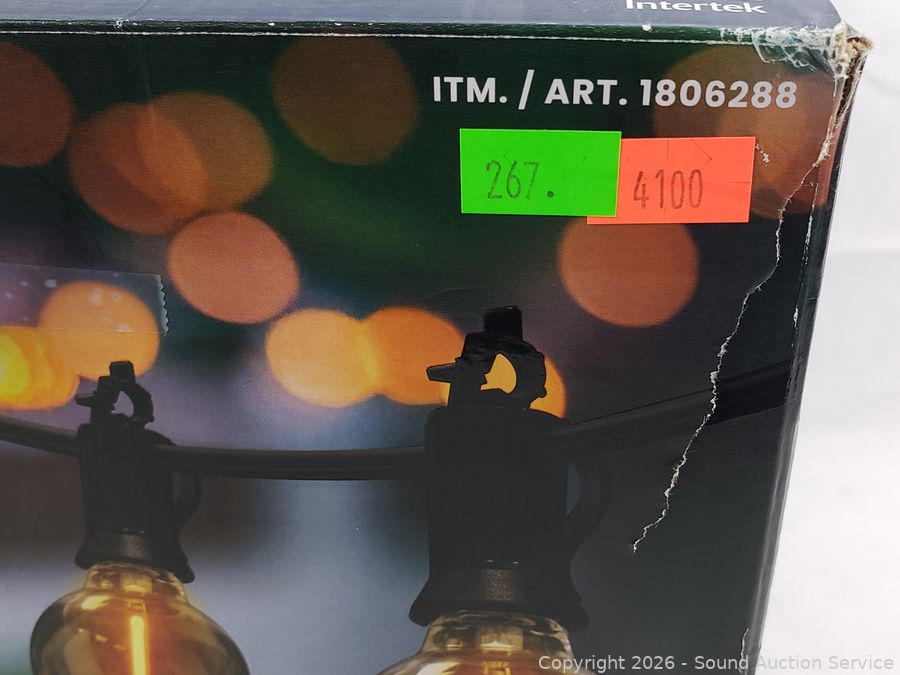 Intertek
ITM. / ART. 1806288
267.
4100
Copyright 2026 - Sound Auction Service